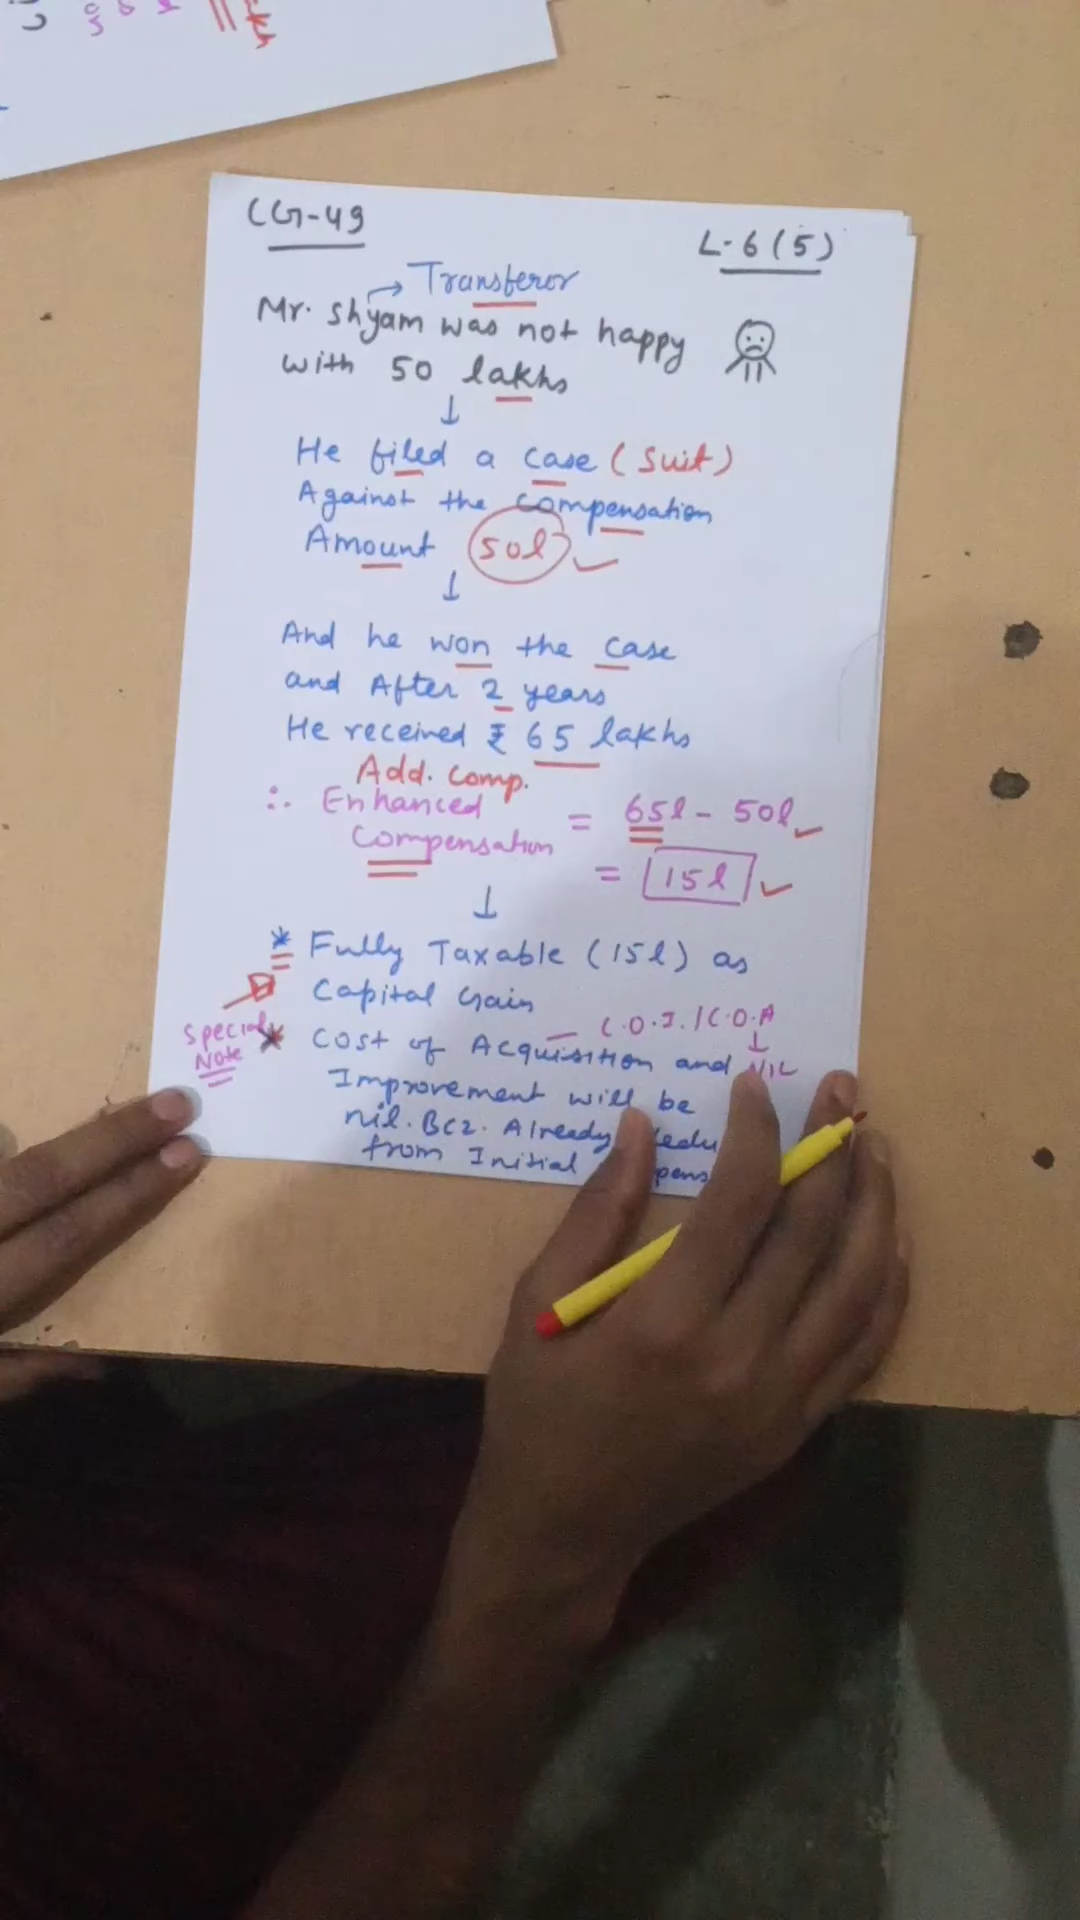 CG-49
L-6(5)
→ Transferor
Mr. Shyam was not happy
with 50 lakhs
↓
He filed a case (suit)
Against the compensation
Amount 50l ✓
↓
And he won the case
and After 2 years
He received ₹ 65 lakhs
Add. Comp.
∴ Enhanced Compensation = 65l - 50l ✓
= 15l ✓
↓
* Fully Taxable (15l) as
Capital Gain
Special Note
— C.O.I./C.O.A
↓
NIL
* Cost of Acquisition and
Improvement will be
nil. Bcz. Already
from Initial